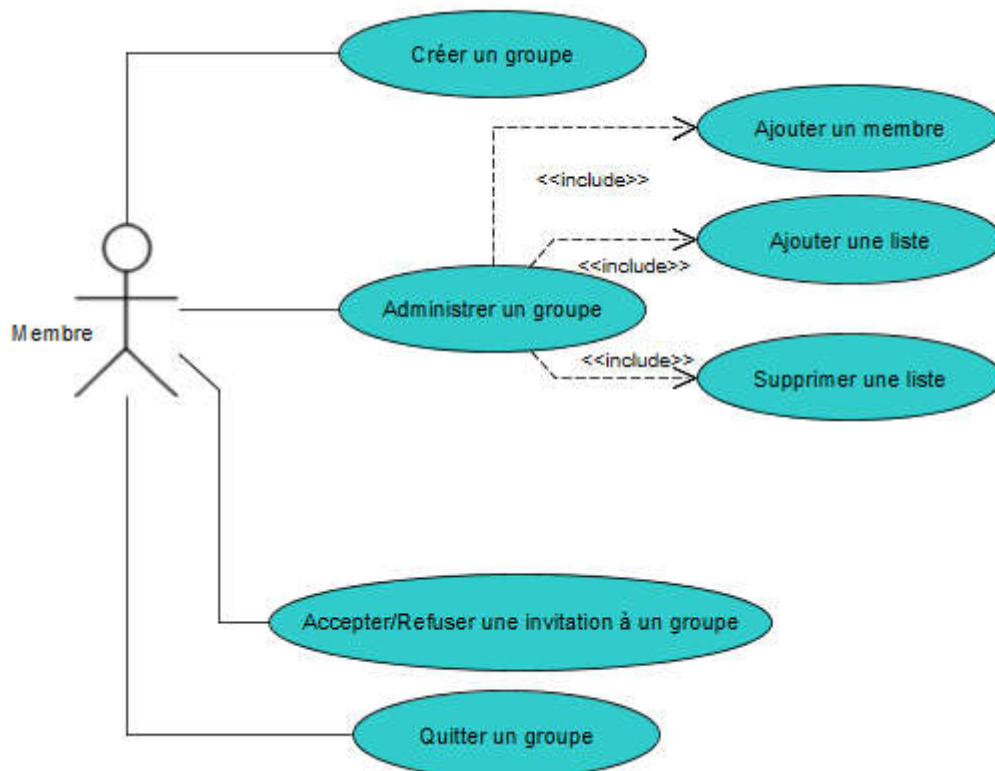 Créer un groupe
Ajouter un membre
<<include>>
Ajouter une liste
<<include>>
Administrer un groupe
Membre
<<include>>
Supprimer une liste
Accepter/Refuser une invitation à un groupe
Quitter un groupe